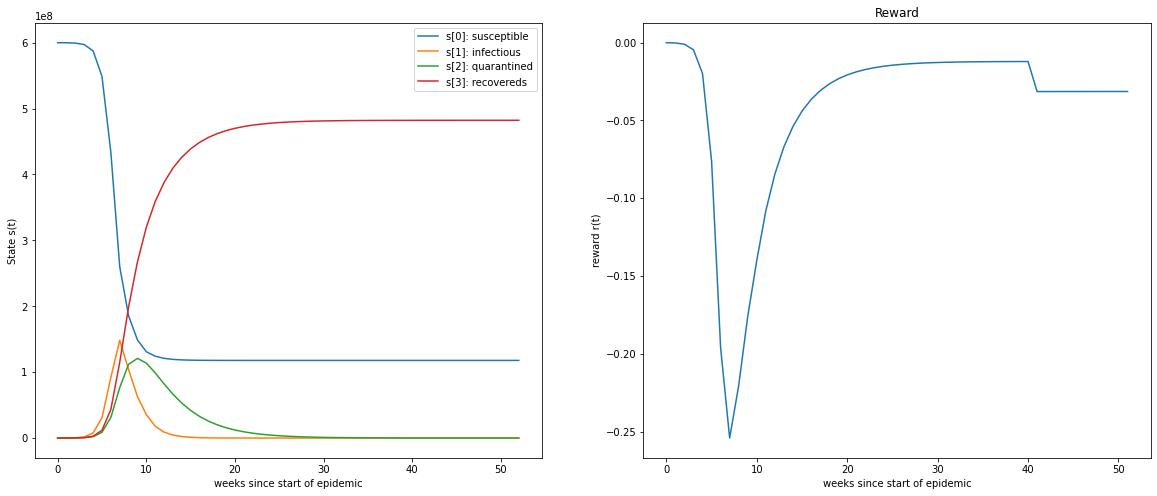 1e8
6
5
4
3
2
1
0
State s(t)
0 10 20 30 40 50
weeks since start of epidemic
s[0]: susceptible
s[1]: infectious
s[2]: quarantined
s[3]: recovereds
Reward
0.00
−0.05
−0.10
−0.15
−0.20
−0.25
reward r(t)
0 10 20 30 40 50
weeks since start of epidemic